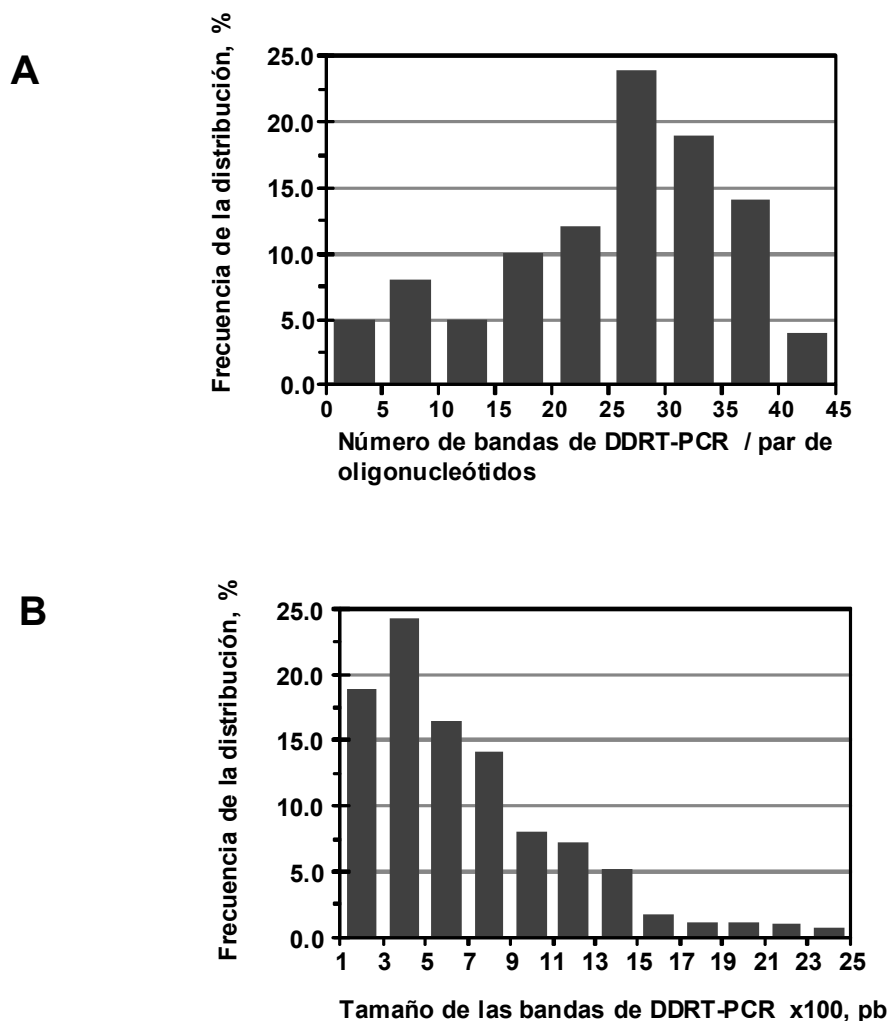 A
Frecuencia de la distribución, %
25.0
20.0
15.0
10.0
5.0
0.0
0 5 10 15 20 25 30 35 40 45
Número de bandas de DDRT-PCR / par de
oligonucleótidos
B
Frecuencia de la distribución, %
25.0
20.0
15.0
10.0
5.0
0.0
1 3 5 7 9 11 13 15 17 19 21 23 25
Tamaño de las bandas de DDRT-PCR x100, pb